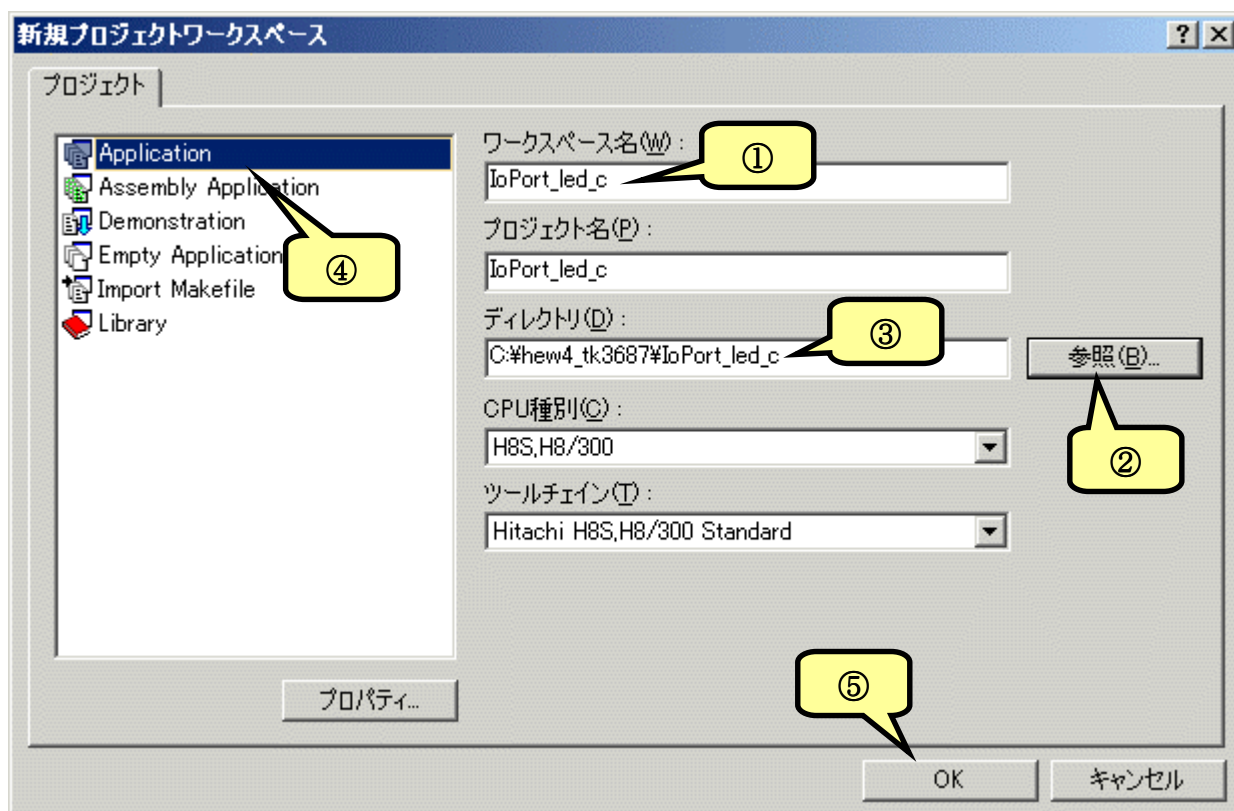 新規プロジェクトワークスペース
プロジェクト
Application
Assembly Application
Demonstration
Empty Application
Import Makefile
Library
④
プロパティ...
ワークスペース名(W):
①
IoPort_led_c
プロジェクト名(P):
IoPort_led_c
ディレクトリ(D):
③
C:¥hew4_tk3687¥IoPort_led_c
参照(B)...
②
CPU種別(C):
H8S,H8/300
ツールチェイン(T):
Hitachi H8S,H8/300 Standard
⑤
OK
キャンセル